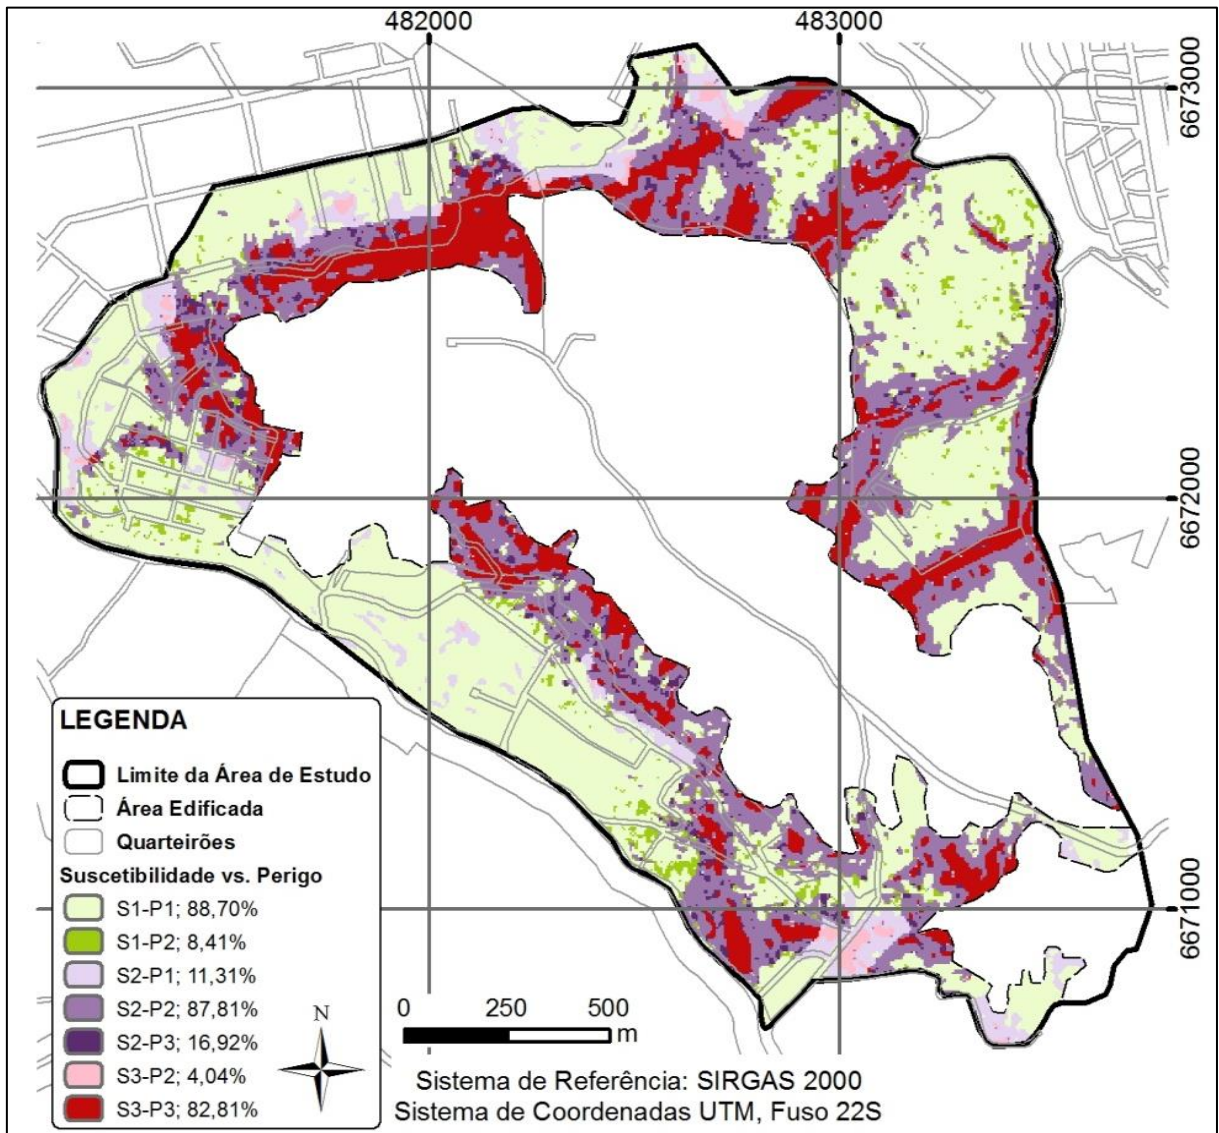 482000
483000
6673000
6672000
6671000
LEGENDA
Limite da Área de Estudo
Área Edificada
Quarteirões
Suscetibilidade vs. Perigo
S1-P1; 88,70%
S1-P2; 8,41%
S2-P1; 11,31%
S2-P2; 87,81%
S2-P3; 16,92%
S3-P2; 4,04%
S3-P3; 82,81%
N
0 250 500
m
Sistema de Referência: SIRGAS 2000
Sistema de Coordenadas UTM, Fuso 22S